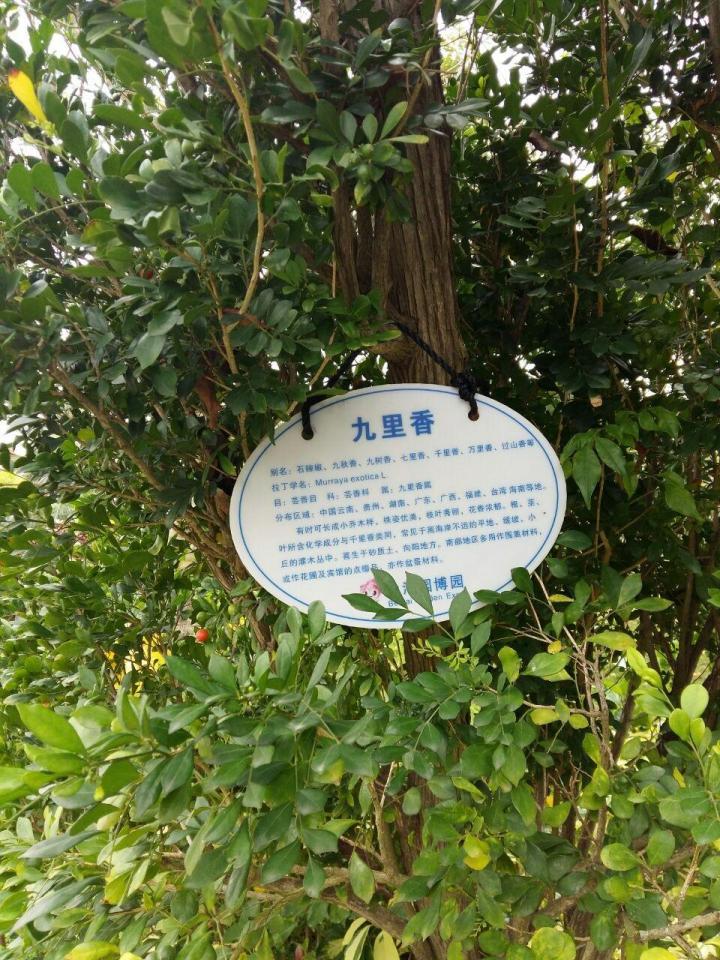 九里香
别名：石辣椒、九秋香、九树香、七里香、千里香、万里香、过山香等
拉丁学名：Murraya exotica L
目：芸香目 科：芸香科 属：九里香属
分布区域：中国云南、贵州、湖南、广东、广西、福建、台湾 海南等地。
有时可长成小乔木样。株姿优美，枝叶秀丽，花香浓郁。根、茎、
叶所含化学成分与千里香类同，常见于离海岸不远的平地、缓坡、小
丘的灌木丛中。喜生于砂质土、向阳地方。南部地区多用作围篱材料，
或作花圃及宾馆的点缀品，亦作盆景材料。
园博园